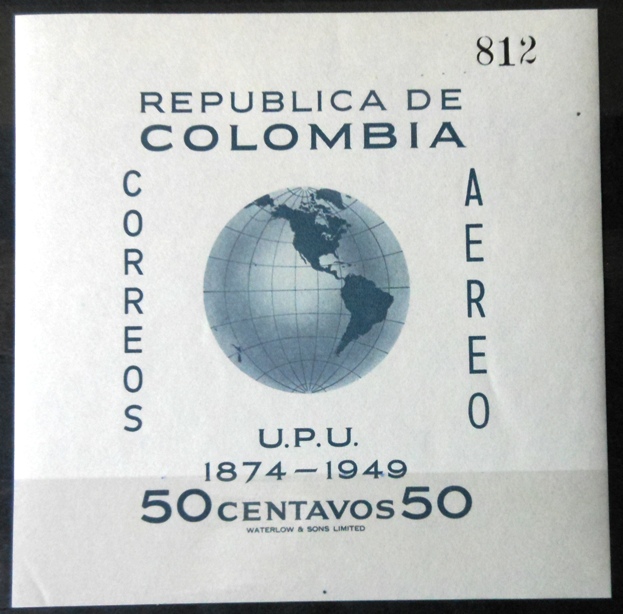 812
REPUBLICA DE
COLOMBIA
CORREOS
AEREO
U.P.U.
1874-1949
50 CENTAVOS 50
WATERLOW & SONS LIMITED